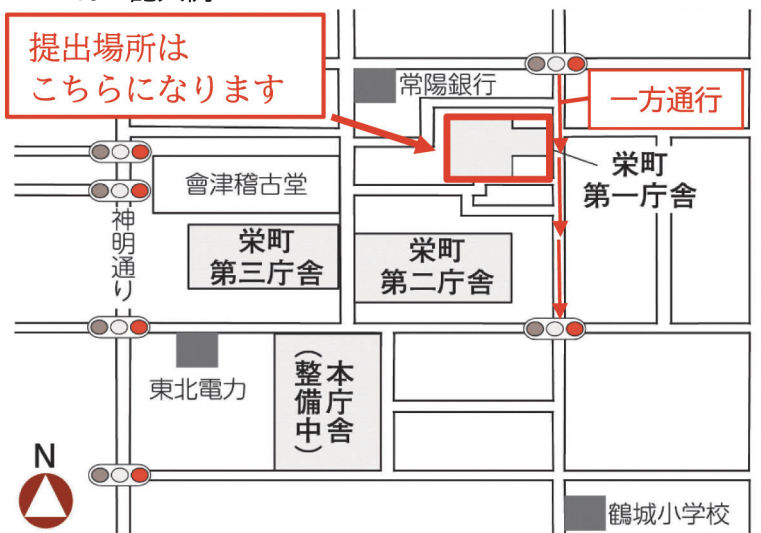 提出場所は
こちらになります
常陽銀行
一方通行
栄町
第一庁舎
會津稽古堂
神明通り
栄町
第三庁舎
栄町
第二庁舎
東北電力
本庁舎
(整備中)
N
鶴城小学校